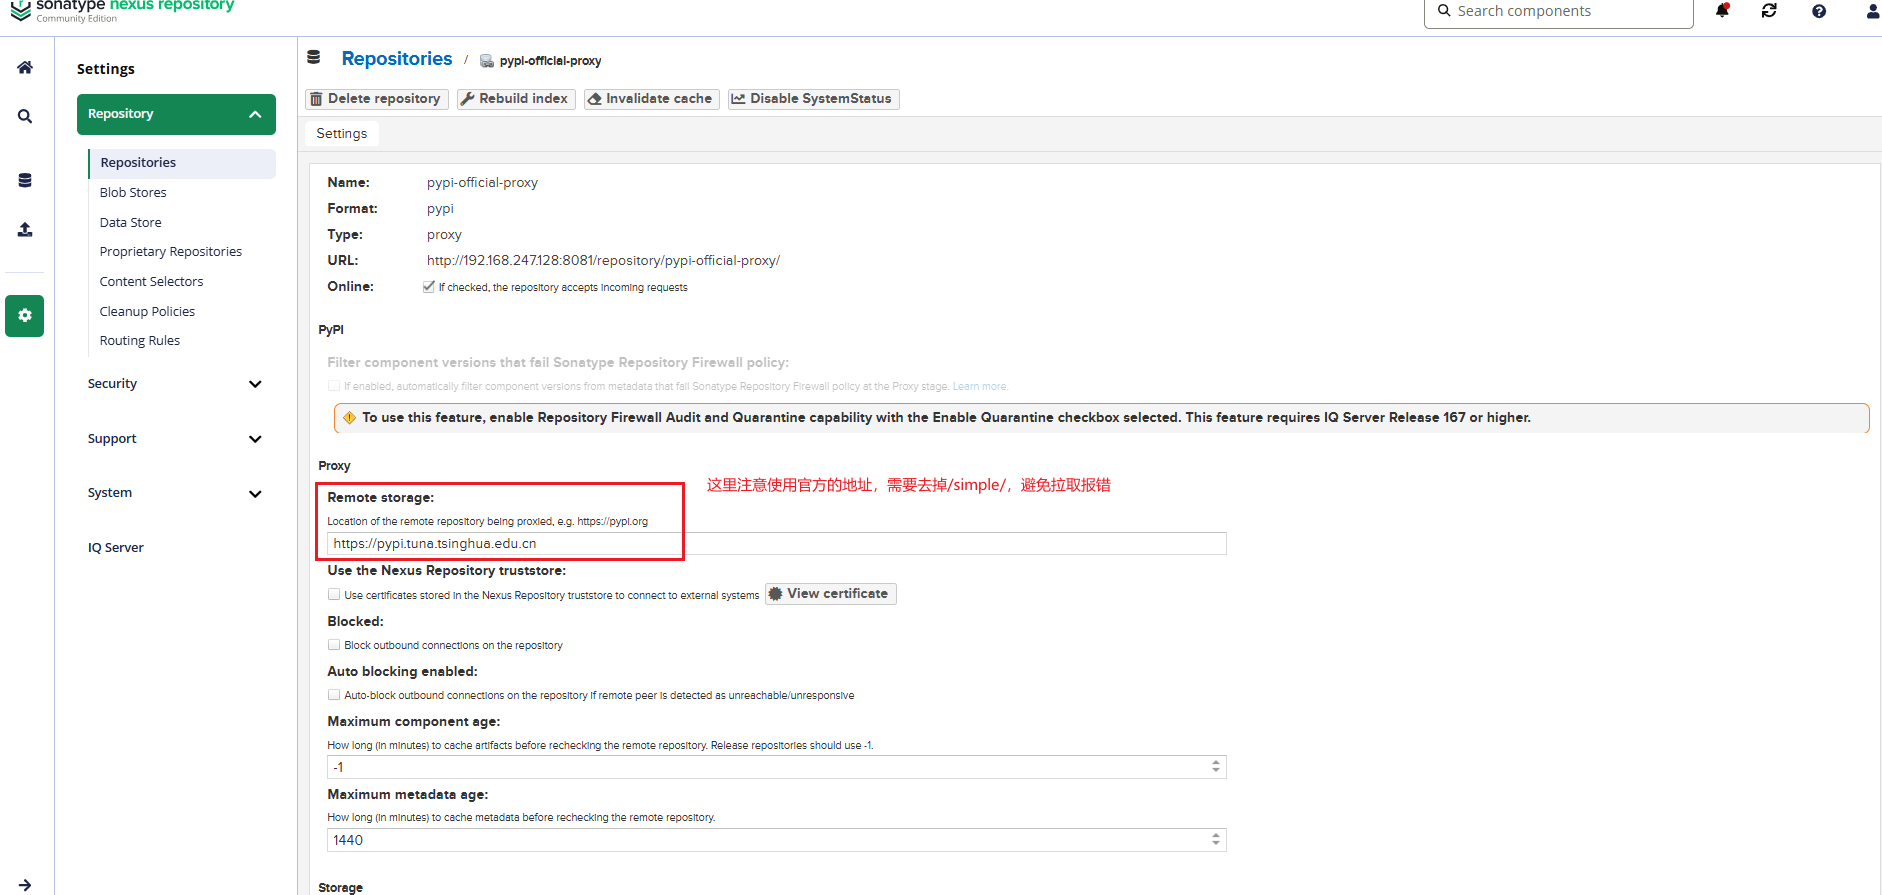 sonatype nexus repository
Community Edition
Search components
Settings
Repository
Repositories
Blob Stores
Data Store
Proprietary Repositories
Content Selectors
Cleanup Policies
Routing Rules
Security
Support
System
IQ Server
Repositories / pypi-official-proxy
Delete repository
Rebuild index
Invalidate cache
Disable SystemStatus
Settings
Name: pypi-official-proxy
Format: pypi
Type: proxy
URL: http://192.168.247.128:8081/repository/pypi-official-proxy/
Online: If checked, the repository accepts incoming requests
PyPI
Filter component versions that fail Sonatype Repository Firewall policy:
If enabled, automatically filter component versions from metadata that fail Sonatype Repository Firewall policy at the Proxy stage. Learn more.
To use this feature, enable Repository Firewall Audit and Quarantine capability with the Enable Quarantine checkbox selected. This feature requires IQ Server Release 167 or higher.
Proxy
这里注意使用官方的地址，需要去掉/simple/，避免拉取报错
Remote storage:
Location of the remote repository being proxied, e.g. https://pypi.org
https://pypi.tuna.tsinghua.edu.cn
Use the Nexus Repository truststore:
Use certificates stored in the Nexus Repository truststore to connect to external systems
View certificate
Blocked:
Block outbound connections on the repository
Auto blocking enabled:
Auto-block outbound connections on the repository if remote peer is detected as unreachable/unresponsive
Maximum component age:
How long (in minutes) to cache artifacts before rechecking the remote repository. Release repositories should use -1.
-1
Maximum metadata age:
How long (in minutes) to cache metadata before rechecking the remote repository.
1440
Storage